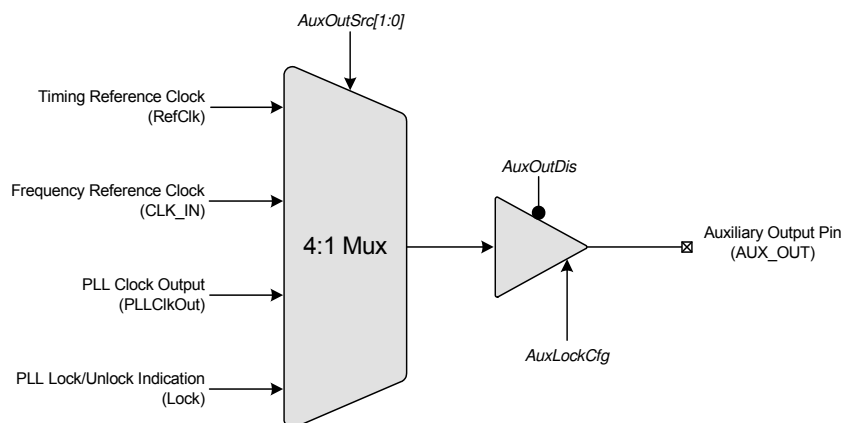 AuxOutSrc[1:0]
Timing Reference Clock
(RefClk)
Frequency Reference Clock
(CLK_IN)
PLL Clock Output
(PLLClkOut)
PLL Lock/Unlock Indication
(Lock)
4:1 Mux
AuxOutDis
AuxLockCfg
Auxiliary Output Pin
(AUX_OUT)